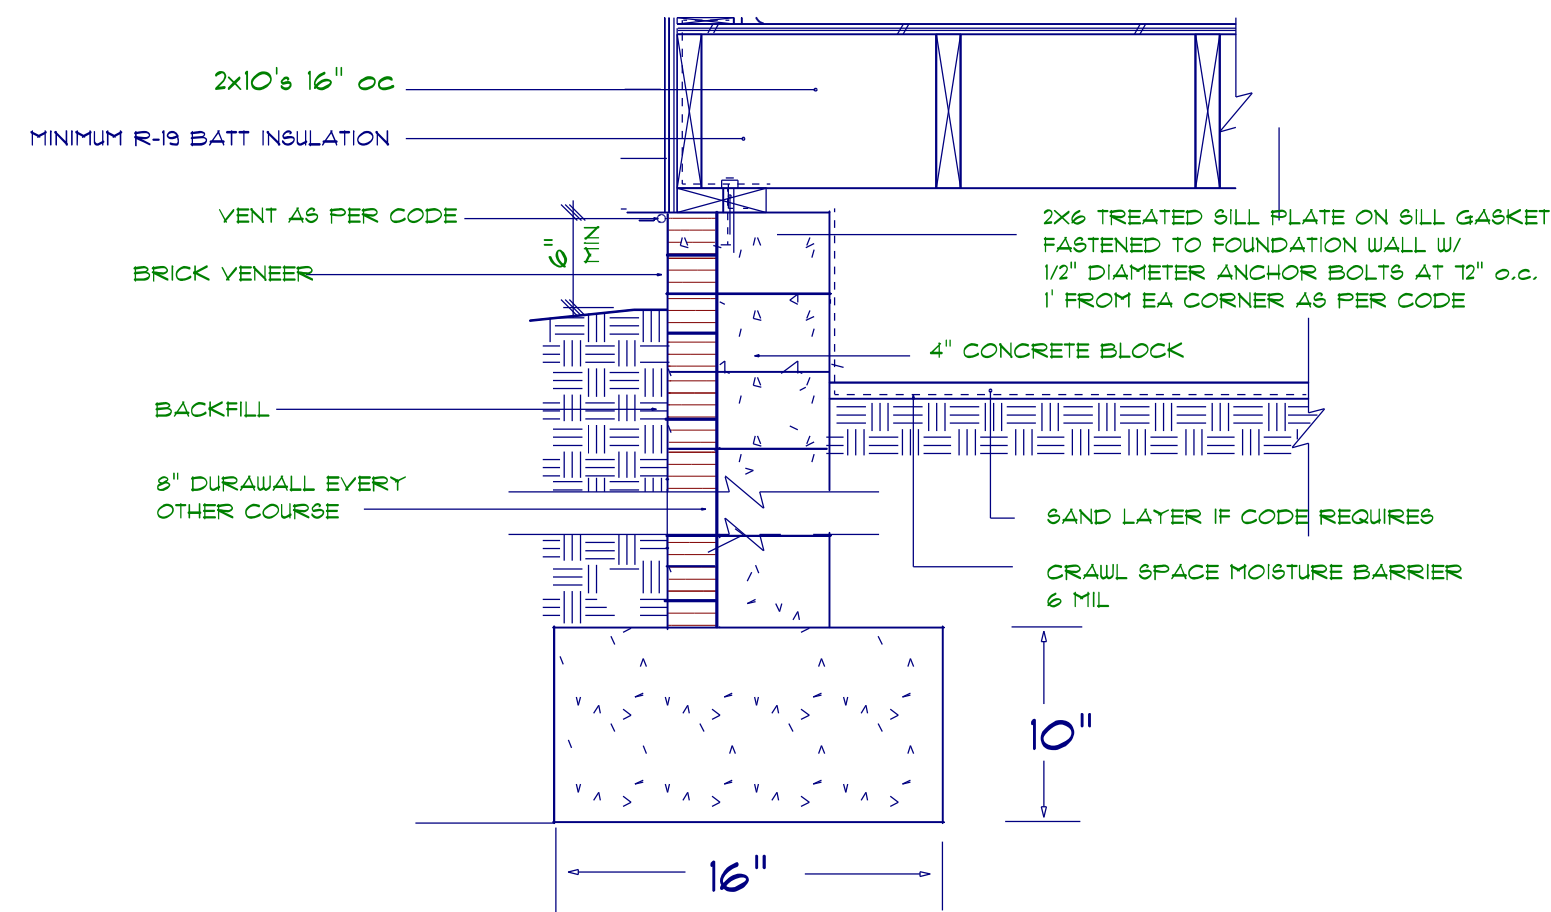 2x10's 16" oc
MINIMUM R-19 BATT INSULATION
VENT AS PER CODE
6" MIN
BRICK VENEER
BACKFILL
8" DURAWALL EVERY
OTHER COURSE
2X6 TREATED SILL PLATE ON SILL GASKET
FASTENED TO FOUNDATION WALL W/
1/2" DIAMETER ANCHOR BOLTS AT 72" o.c.
1' FROM EA CORNER AS PER CODE
4" CONCRETE BLOCK
SAND LAYER IF CODE REQUIRES
CRAWL SPACE MOISTURE BARRIER
6 MIL
10"
16"